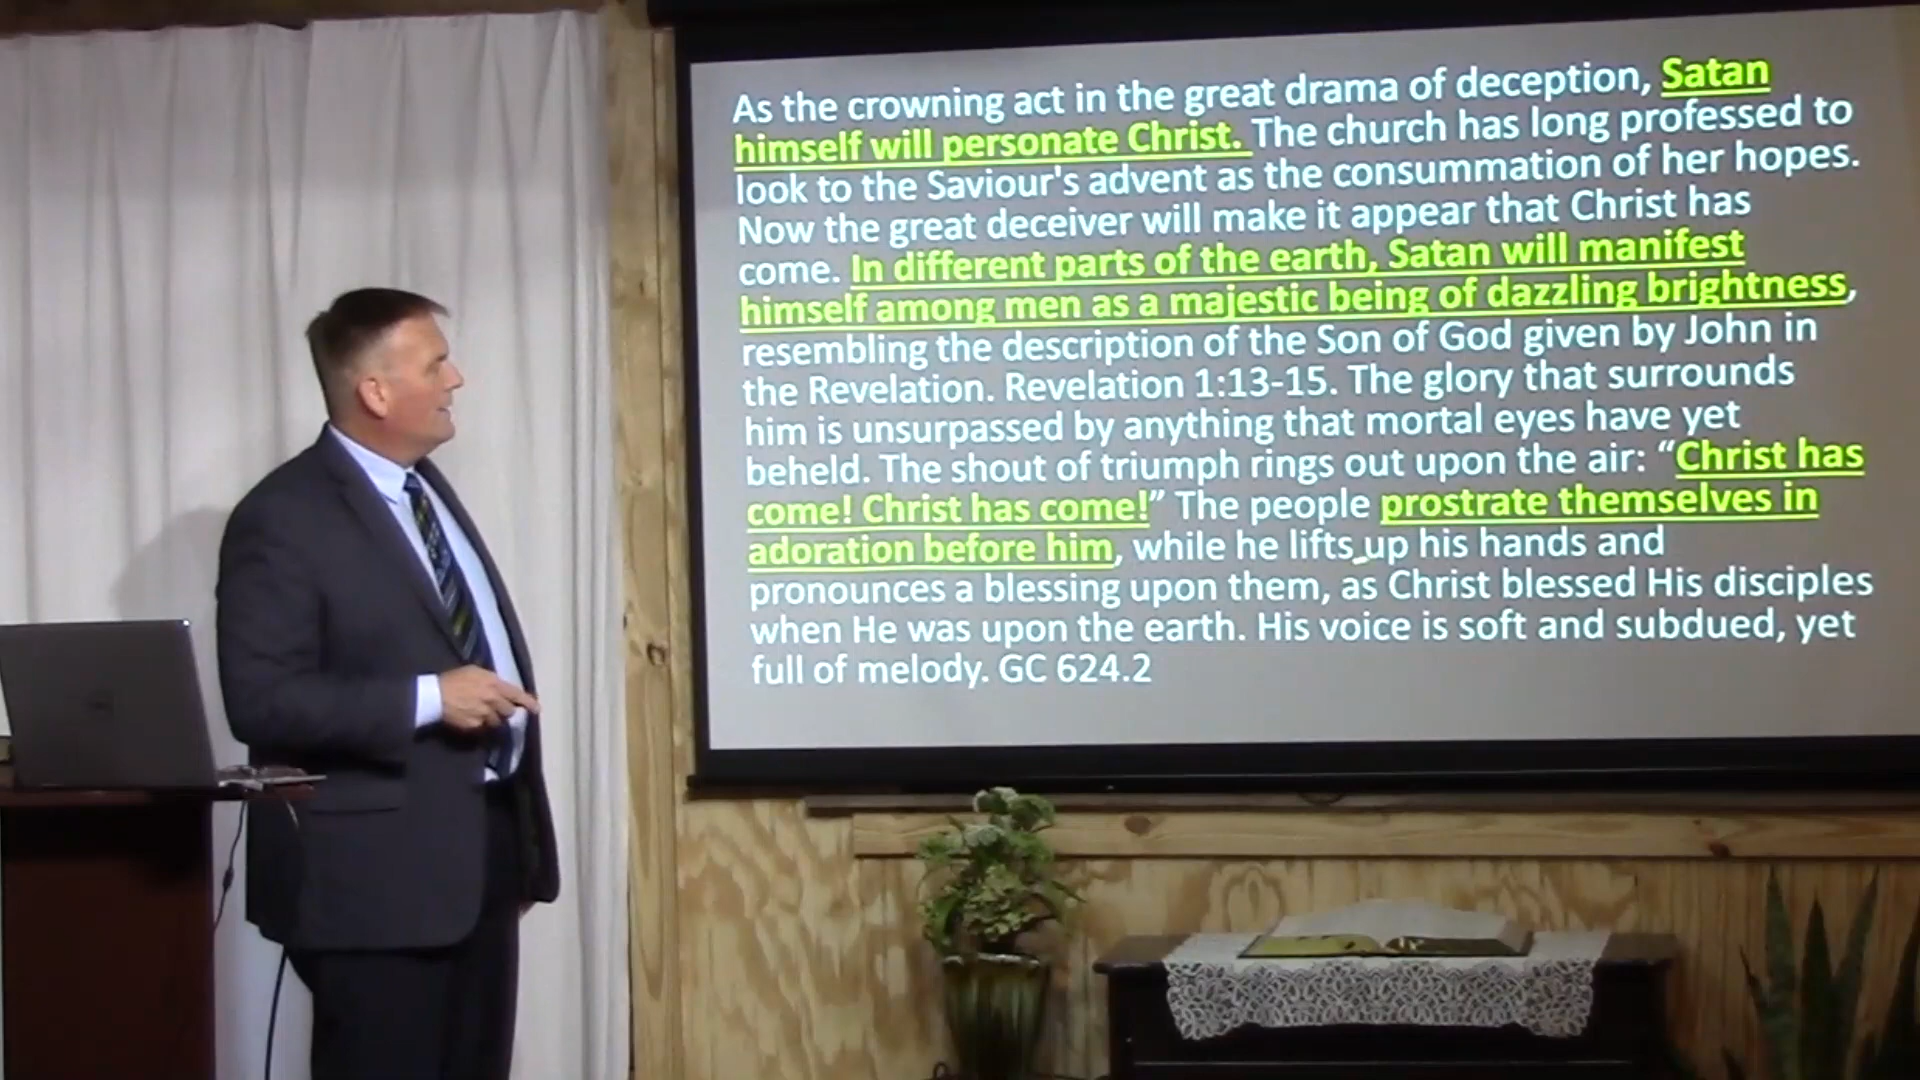 As the crowning act in the great drama of deception, Satan
himself will personate Christ. The church has long professed to
look to the Saviour's advent as the consummation of her hopes.
Now the great deceiver will make it appear that Christ has
come. In different parts of the earth, Satan will manifest
himself among men as a majestic being of dazzling brightness,
resembling the description of the Son of God given by John in
the Revelation. Revelation 1:13-15. The glory that surrounds
him is unsurpassed by anything that mortal eyes have yet
beheld. The shout of triumph rings out upon the air: “Christ has
come! Christ has come!” The people prostrate themselves in
adoration before him, while he lifts up his hands and
pronounces a blessing upon them, as Christ blessed His disciples
when He was upon the earth. His voice is soft and subdued, yet
full of melody. GC 624.2